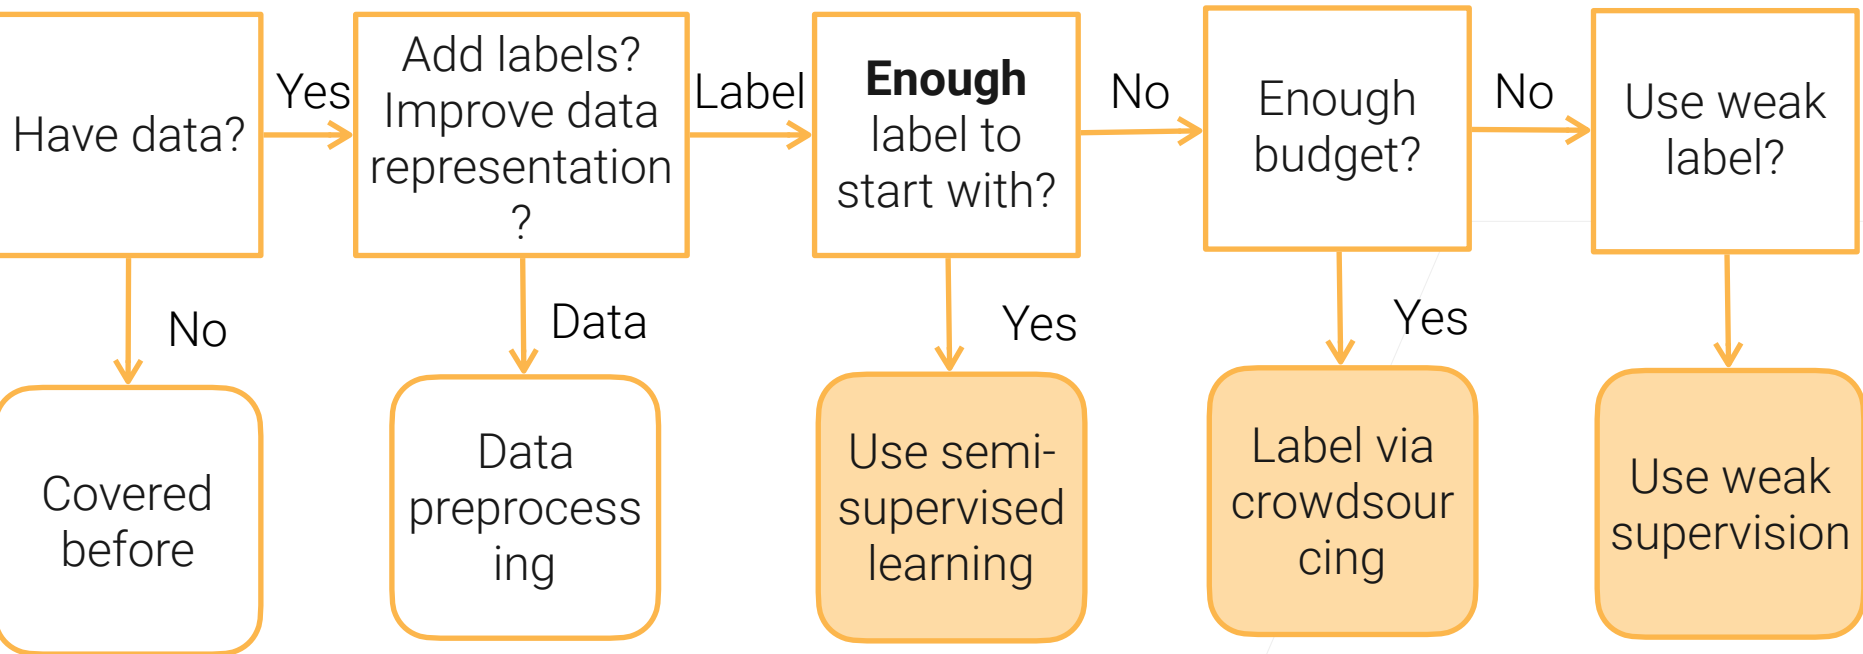 Have data?
Yes
Add labels?
Improve data
representation
?
Label
Enough
label to
start with?
No
Enough
budget?
No
Use weak
label?
No
Data
Yes
Yes
Covered
before
Data
preprocess
ing
Use semi-
supervised
learning
Label via
crowdsour
cing
Use weak
supervision